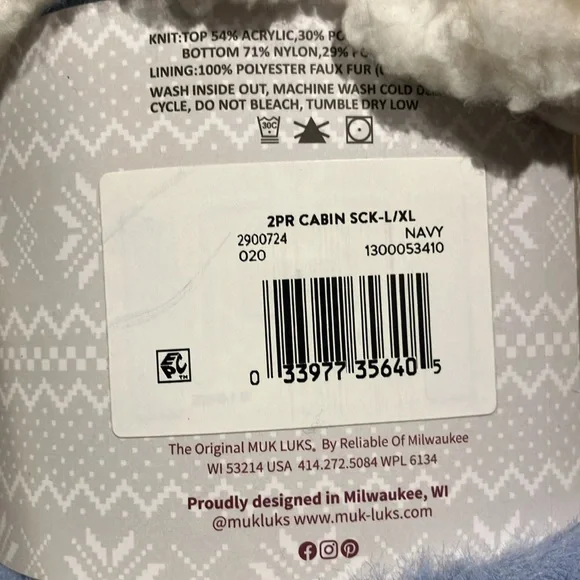 KNIT:TOP 54% ACRYLIC,30%
BOTTOM 71% NYLON,29%
LINING:100% POLYESTER FAUX FUR
WASH INSIDE OUT, MACHINE WASH COLD
CYCLE, DO NOT BLEACH, TUMBLE DRY LOW
30C
2PR CABIN SCK-L/XL
2900724 NAVY
020 1300053410
EPC™
0 33977 35640 5
The Original MUK LUKS® By Reliable Of Milwaukee
WI 53214 USA 414.272.5084 WPL 6134
Proudly designed in Milwaukee, WI
@mukluks www.muk-luks.com